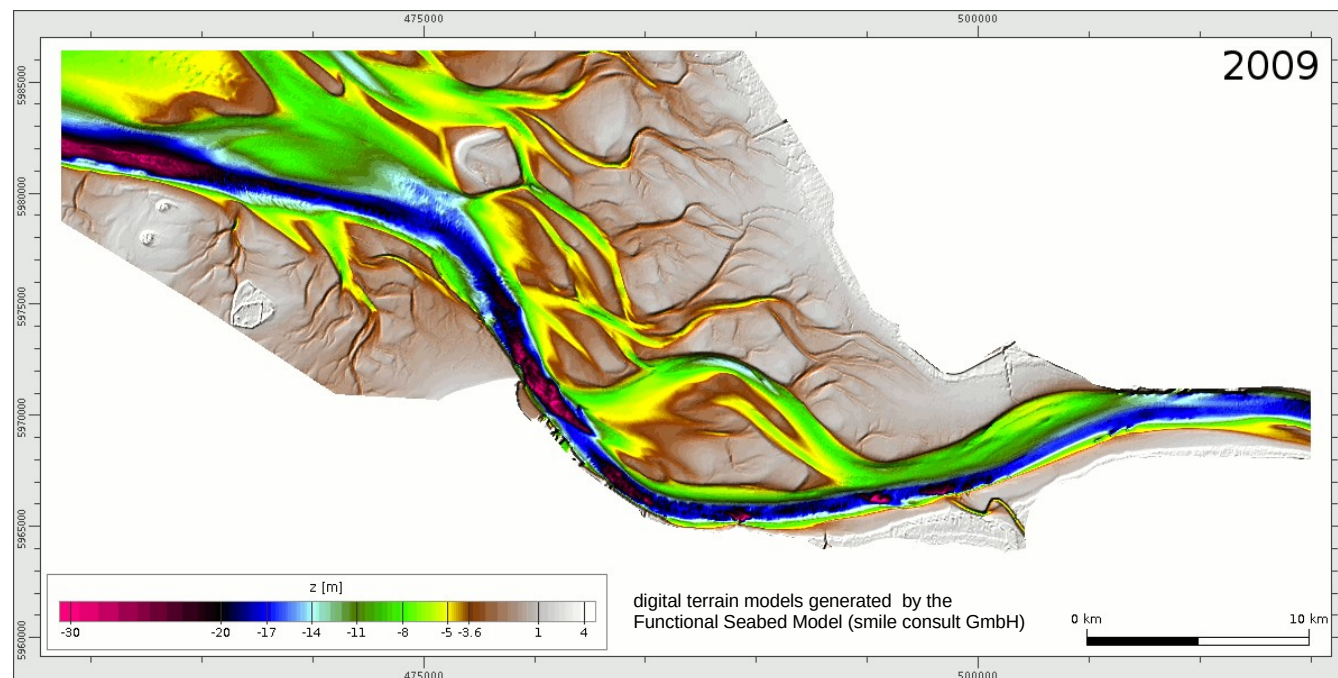 475000 500000
2009
5985000
5980000
5975000
5970000
5965000
5960000
z [m]
-30 -20 -17 -14 -11 -8 -5 -3.6 1 4
digital terrain models generated by the
Functional Seabed Model (smile consult GmbH)
0 km 10 km
475000 500000